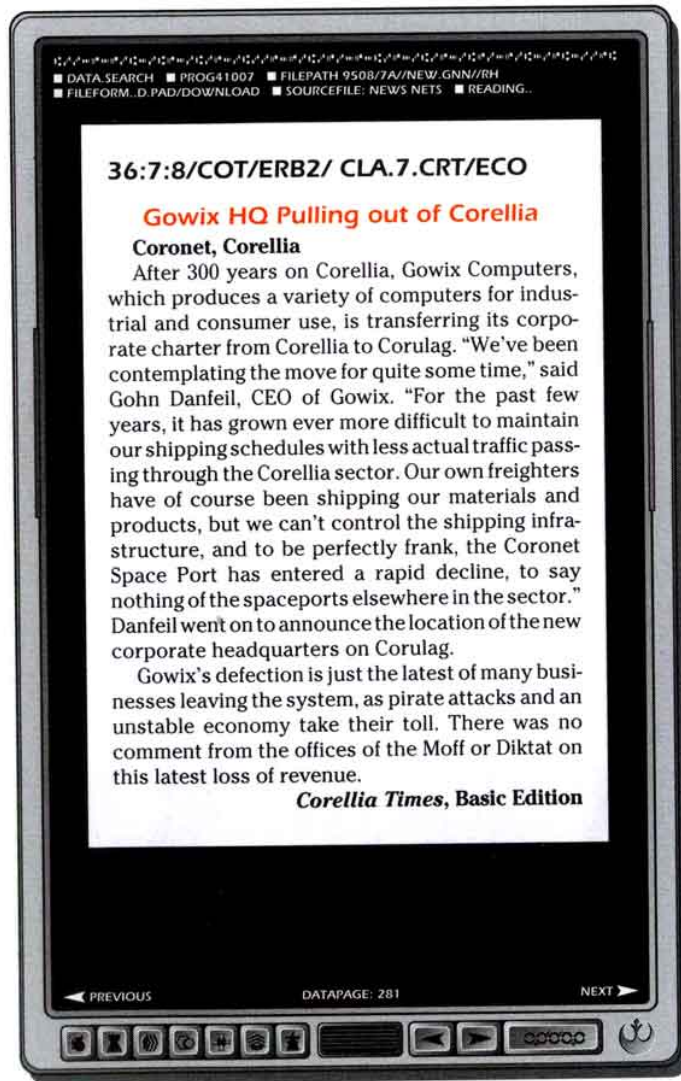 ■ DATA.SEARCH ■ PROG41007 ■ FILEPATH 9508/7A//NEW.GNN//RH
■ FILEFORM..D.PAD/DOWNLOAD ■ SOURCEFILE: NEWS NETS ■ READING..
36:7:8/COT/ERB2/ CLA.7.CRT/ECO
Gowix HQ Pulling out of Corellia
Coronet, Corellia
After 300 years on Corellia, Gowix Computers,
which produces a variety of computers for indus-
trial and consumer use, is transferring its corpo-
rate charter from Corellia to Corulag. “We’ve been
contemplating the move for quite some time,” said
Gohn Danfeil, CEO of Gowix. “For the past few
years, it has grown ever more difficult to maintain
our shipping schedules with less actual traffic pass-
ing through the Corellia sector. Our own freighters
have of course been shipping our materials and
products, but we can’t control the shipping infra-
structure, and to be perfectly frank, the Coronet
Space Port has entered a rapid decline, to say
nothing of the spaceports elsewhere in the sector.”
Danfeil went on to announce the location of the new
corporate headquarters on Corulag.
Gowix’s defection is just the latest of many busi-
nesses leaving the system, as pirate attacks and an
unstable economy take their toll. There was no
comment from the offices of the Moff or Diktat on
this latest loss of revenue.
Corellia Times, Basic Edition
PREVIOUS
DATAPAGE: 281
NEXT